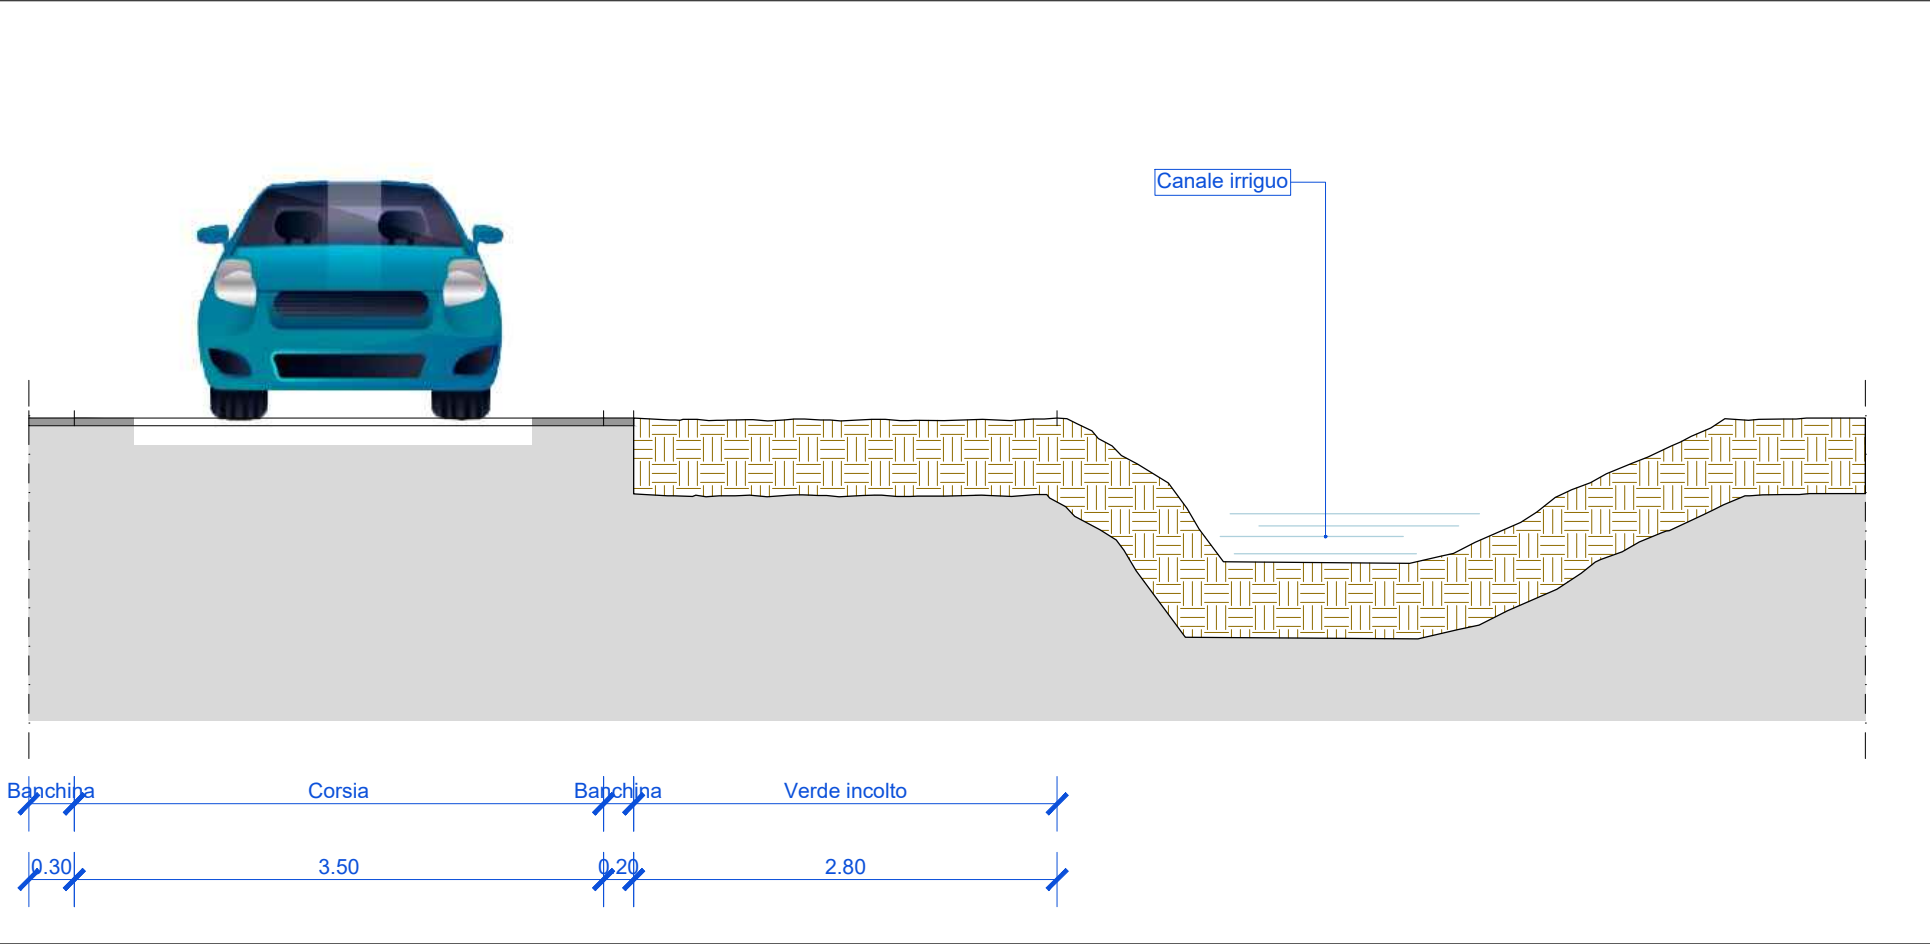 Canale irriguo
Banchina Corsia Banchina Verde incolto
0.30 3.50 0.20 2.80